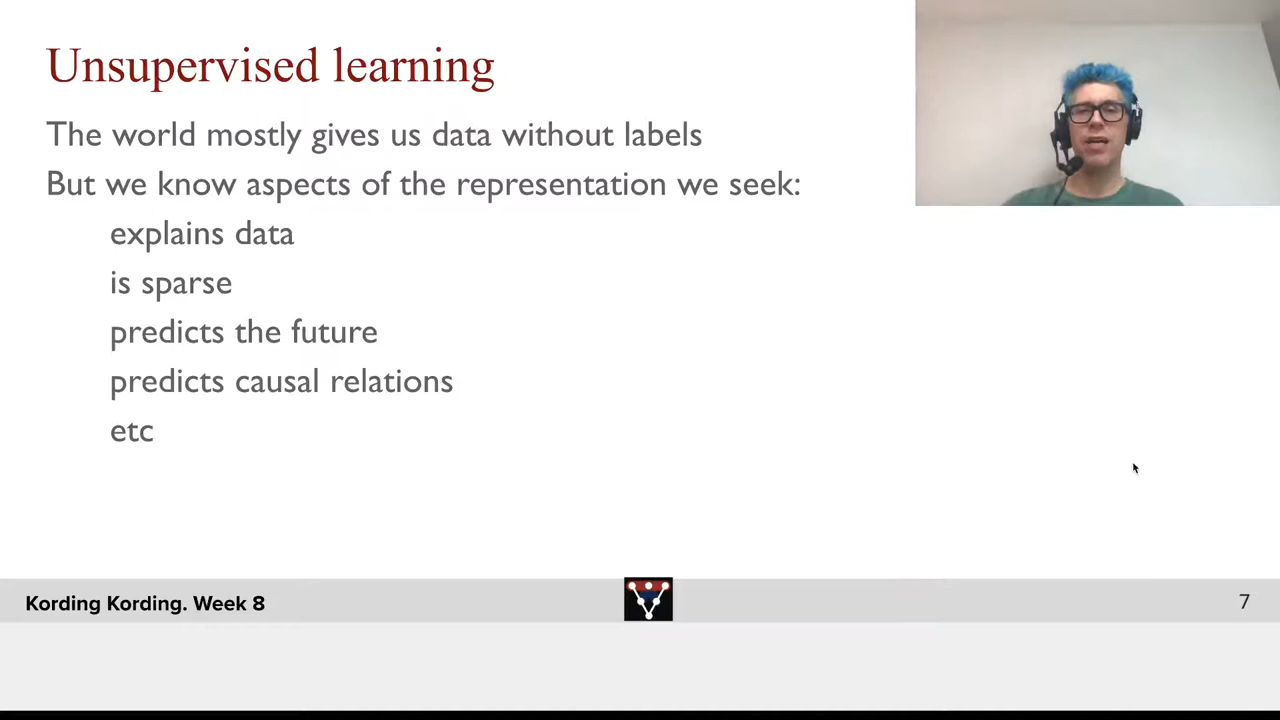 Unsupervised learning
The world mostly gives us data without labels
But we know aspects of the representation we seek:
explains data
is sparse
predicts the future
predicts causal relations
etc
Kording Kording. Week 8
7